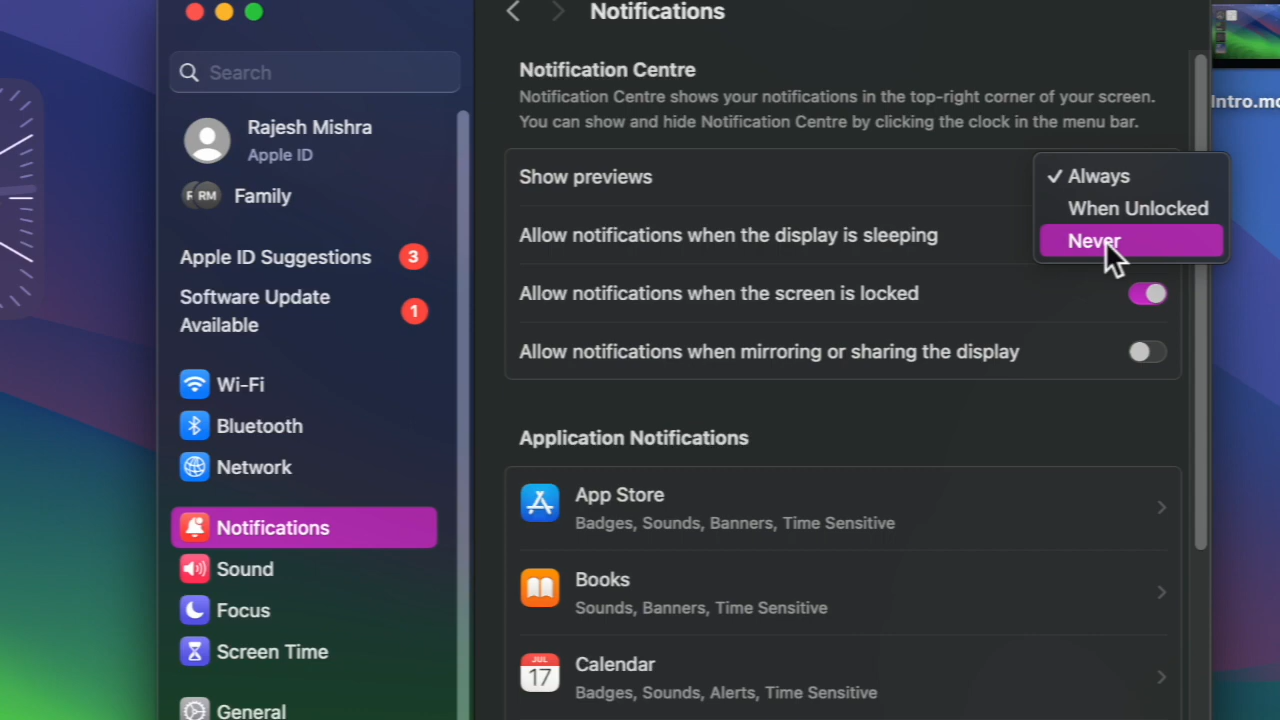 Notifications
Search
Notification Centre
Notification Centre shows your notifications in the top-right corner of your screen.
You can show and hide Notification Centre by clicking the clock in the menu bar.
Rajesh Mishra
Apple ID
RM
Family
Show previews
Always
When Unlocked
Never
Allow notifications when the display is sleeping
Allow notifications when the screen is locked
Allow notifications when mirroring or sharing the display
Apple ID Suggestions
3
Software Update
Available
1
Wi-Fi
Bluetooth
Network
Notifications
Sound
Focus
Screen Time
General
Application Notifications
App Store
Badges, Sounds, Banners, Time Sensitive
Books
Sounds, Banners, Time Sensitive
JUL
17
Calendar
Badges, Sounds, Alerts, Time Sensitive